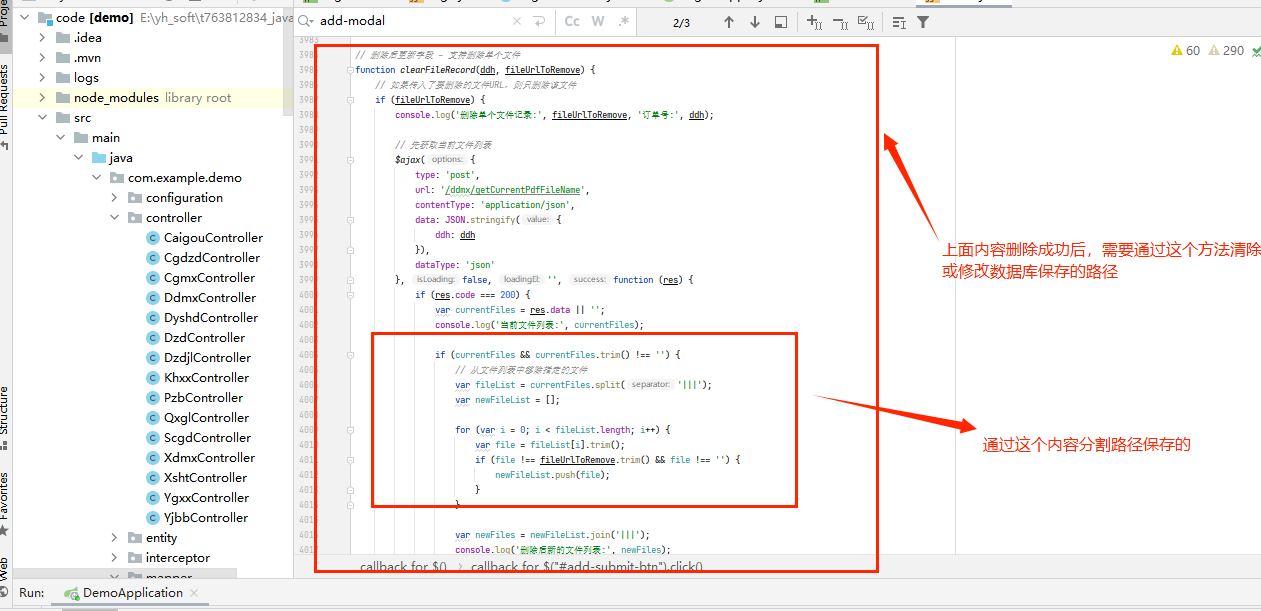 code [demo] E:\yh_soft\t763812834_java
.idea
.mvn
logs
node_modules library root
src
main
java
com.example.demo
configuration
controller
CaigouController
CgdzdController
CgmxController
DdmxController
DyshdController
DzdController
DzdjlController
KhxxController
PzbController
QxglController
ScgdController
XdmxController
XshtController
YgxxController
YjbbController
entity
interceptor
mapper
Pull Requests
Structure
Favorites
Web
add-modal
Cc W .*
2/3
60 290
// 删除后更新字段 - 支持删除单个文件
function clearFileRecord(ddh, fileUrlToRemove) {
// 如果传入了要删除的文件URL，则只删除该文件
if (fileUrlToRemove) {
console.log('删除单个文件记录:', fileUrlToRemove, '订单号:', ddh);
// 先获取当前文件列表
$ajax( options: {
type: 'post',
url: '/ddmx/getCurrentPdfFileName',
contentType: 'application/json',
data: JSON.stringify( value: {
ddh: ddh
}),
dataType: 'json'
}, isLoading: false, loadingEl: '', success: function (res) {
if (res.code === 200) {
var currentFiles = res.data || '';
console.log('当前文件列表:', currentFiles);
if (currentFiles && currentFiles.trim() !== '') {
// 从文件列表中移除指定的文件
var fileList = currentFiles.split( separator: '|||');
var newFileList = [];
for (var i = 0; i < fileList.length; i++) {
var file = fileList[i].trim();
if (file !== fileUrlToRemove.trim() && file !== '') {
newFileList.push(file);
}
}
var newFiles = newFileList.join('|||');
console.log('删除后新的文件列表:', newFiles);
callback for $() > callback for $("#add-submit-btn").click()
上面内容删除成功后，需要通过这个方法清除
或修改数据库保存的路径
通过这个内容分割路径保存的
Run: DemoApplication